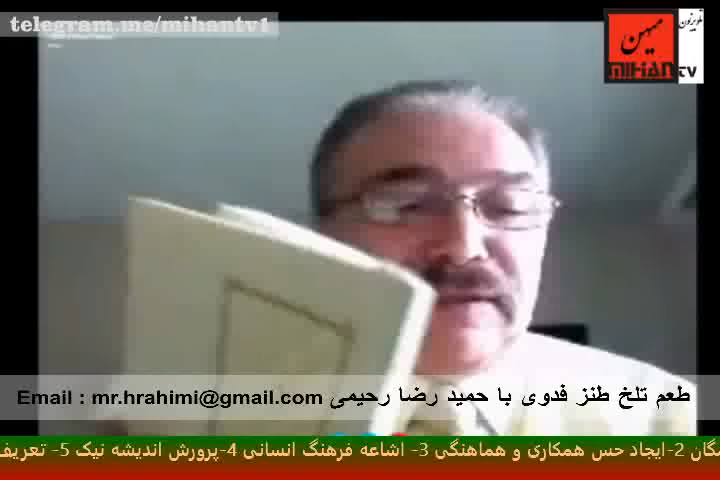 telegram.me/mihantv1
تلویزیون
میهن
MIHAN tv
طعم تلخ طنز فدوی با حمید رضا رحیمی Email : mr.hrahimi@gmail.com
مگان 2-ایجاد حس همکاری و هماهنگی 3- اشاعه فرهنگ انسانی 4-پرورش اندیشه نیک 5- تعریف